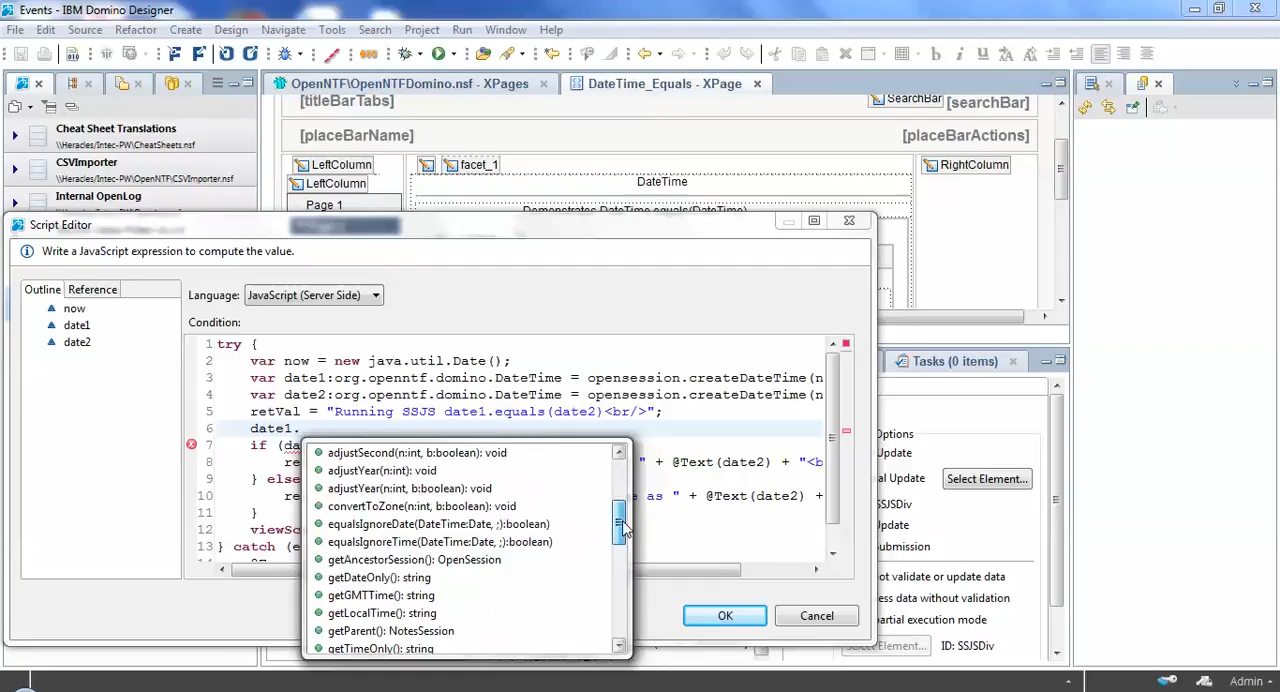 Events - IBM Domino Designer
File Edit Source Refactor Create Design Navigate Tools Search Project Run Window Help
OpenNTF\OpenNTFDomino.nsf - XPages
DateTime_Equals - XPage
Cheat Sheet Translations
\\Heracles/Intec-PW/CheatSheets.nsf
CSVImporter
\\Heracles/Intec-PW/OpenNTF/CSVImporter.nsf
Internal OpenLog
[titleBarTabs]
SearchBar [searchBar]
[placeBarName]
[placeBarActions]
LeftColumn
facet_1
RightColumn
LeftColumn
DateTime
Page 1
Demonstrates DateTime.equals(DateTime)
Script Editor
Write a JavaScript expression to compute the value.
Outline Reference
now
date1
date2
Language: JavaScript (Server Side)
Condition:
1 try {
2 var now = new java.util.Date();
3 var date1:org.openntf.domino.DateTime = opensession.createDateTime(n
4 var date2:org.openntf.domino.DateTime = opensession.createDateTime(n
5 retVal = "Running SSJS date1.equals(date2)<br/>";
6 date1.
7 if (da
8 re " + @Text(date2) + "<b
9 } else
10 re e as " + @Text(date2) +
11 }
12 viewSc
13 } catch (e
adjustSecond(n:int, b:boolean): void
adjustYear(n:int): void
adjustYear(n:int, b:boolean): void
convertToZone(n:int, b:boolean): void
equalsIgnoreDate(DateTime:Date, ;):boolean)
equalsIgnoreTime(DateTime:Date, ;):boolean)
getAncestorSession(): OpenSession
getDateOnly(): string
getGMTTime(): string
getLocalTime(): string
getParent(): NotesSession
getTimeOnly(): string
OK
Cancel
Tasks (0 items)
Options
Update
al Update
Select Element...
SSJSDiv
Update
ubmission
ot validate or update data
ess data without validation
artial execution mode
elect Element...
ID: SSJSDiv
Admin